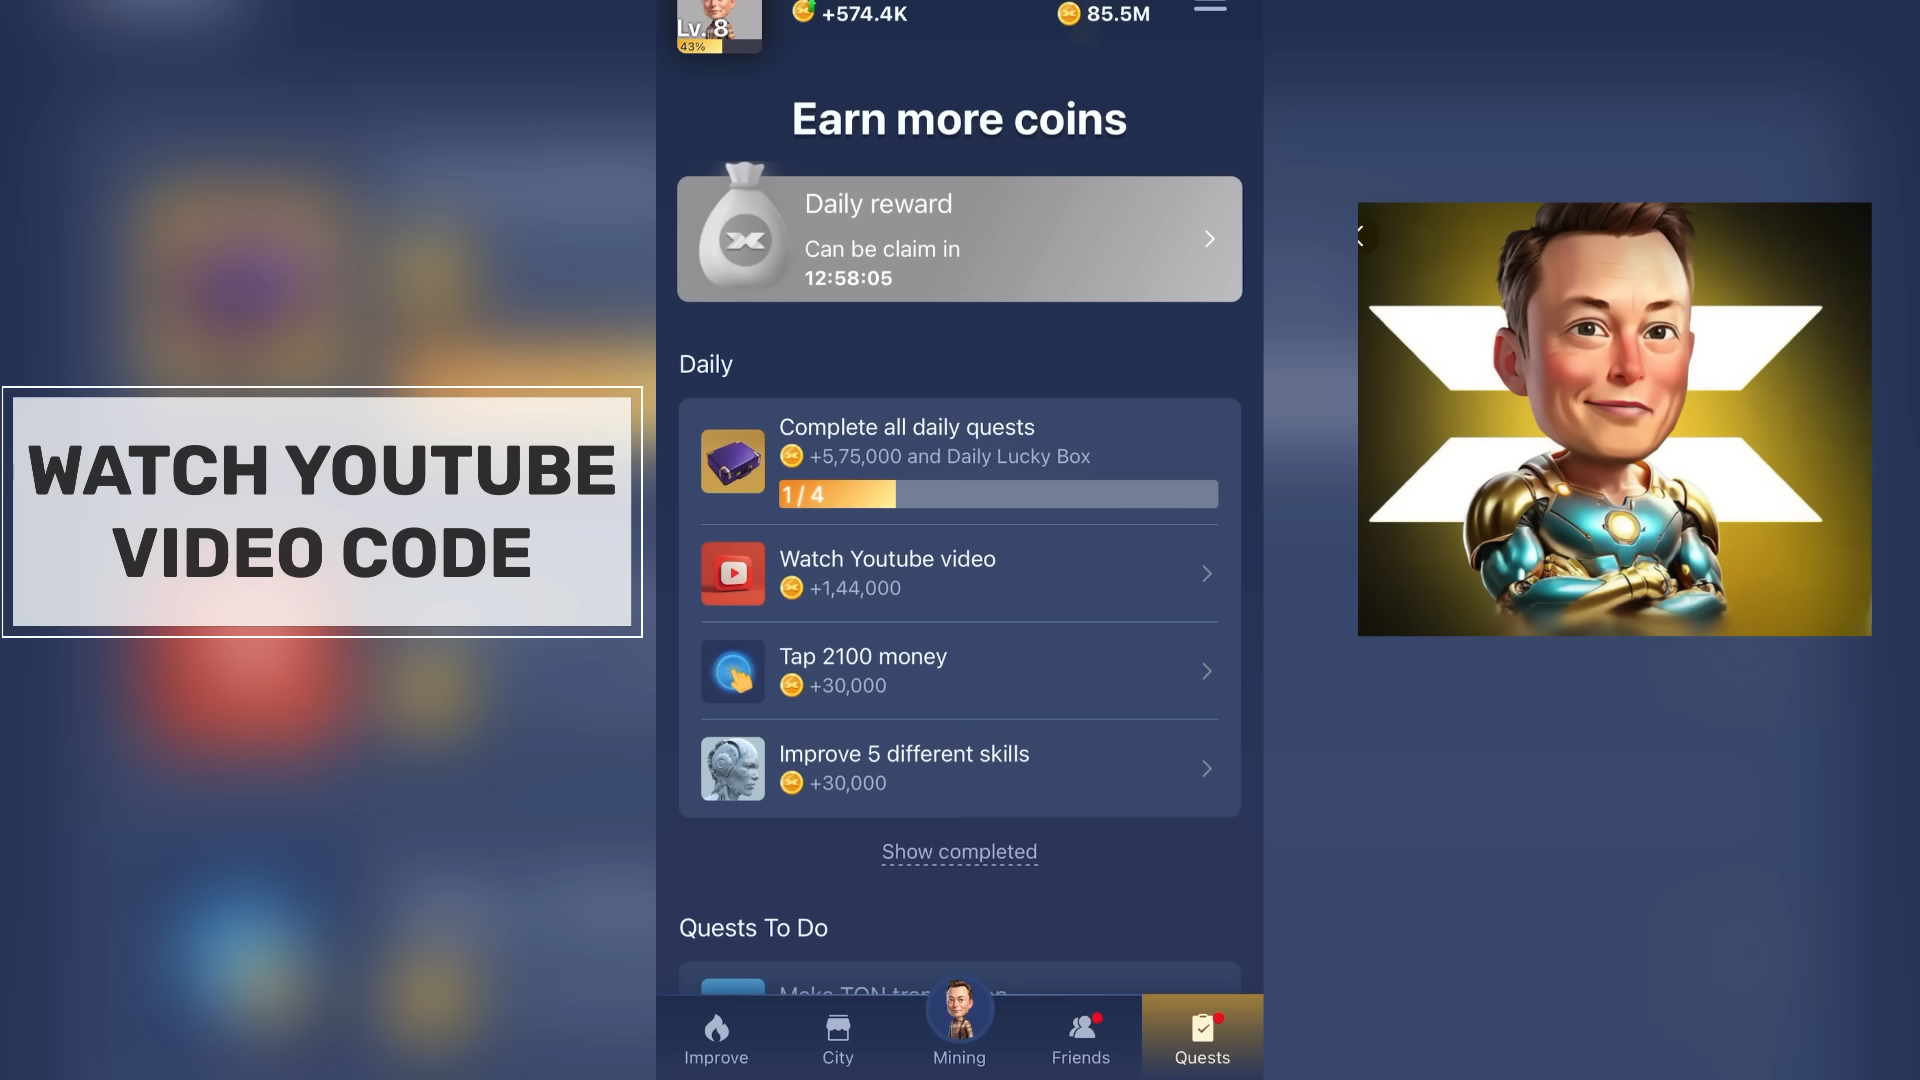 Lv. 8
43%
+574.4K
85.5M
Earn more coins
Daily reward
Can be claim in
12:58:05
Daily
Complete all daily quests
+5,75,000 and Daily Lucky Box
1 / 4
Watch Youtube video
+1,44,000
Tap 2100 money
+30,000
Improve 5 different skills
+30,000
Show completed
Quests To Do
Improve
City
Mining
Friends
Quests
WATCH YOUTUBE
VIDEO CODE